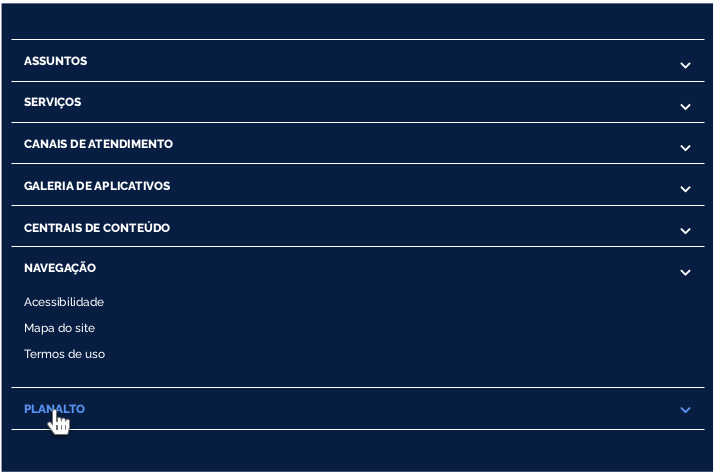 ASSUNTOS
SERVIÇOS
CANAIS DE ATENDIMENTO
GALERIA DE APLICATIVOS
CENTRAIS DE CONTEÚDO
NAVEGAÇÃO
Acessibilidade
Mapa do site
Termos de uso
PLANALTO